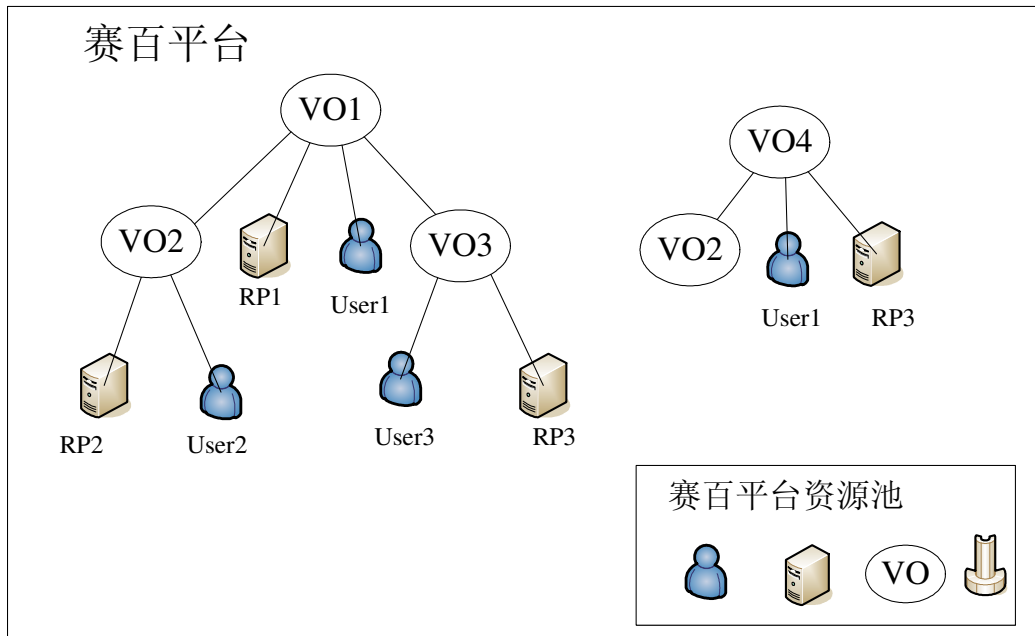 赛百平台
VO1
VO4
VO2
VO3
VO2
RP1
User1
User1
RP3
RP2
User2
User3
RP3
赛百平台资源池
VO